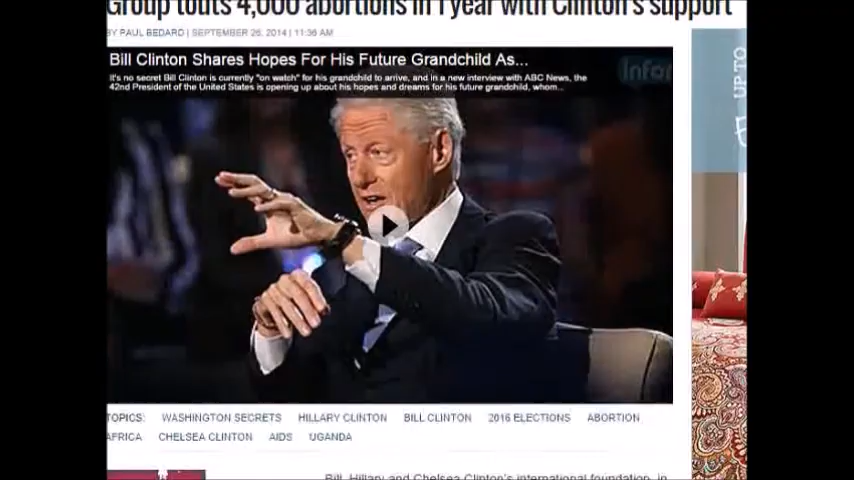 Group touts 4,000 abortions in 1 year with Clinton's support
BY PAUL BEDARD | SEPTEMBER 26, 2014 | 11:36 AM
Bill Clinton Shares Hopes For His Future Grandchild As...
It's no secret Bill Clinton is currently "on watch" for his grandchild to arrive, and in a new interview with ABC News, the
42nd President of the United States is opening up about his hopes and dreams for his future grandchild, whom...
Infor
UP TO
TOPICS: WASHINGTON SECRETS HILLARY CLINTON BILL CLINTON 2016 ELECTIONS ABORTION
AFRICA CHELSEA CLINTON AIDS UGANDA
Bill, Hillary and Chelsea Clinton's international foundation, in